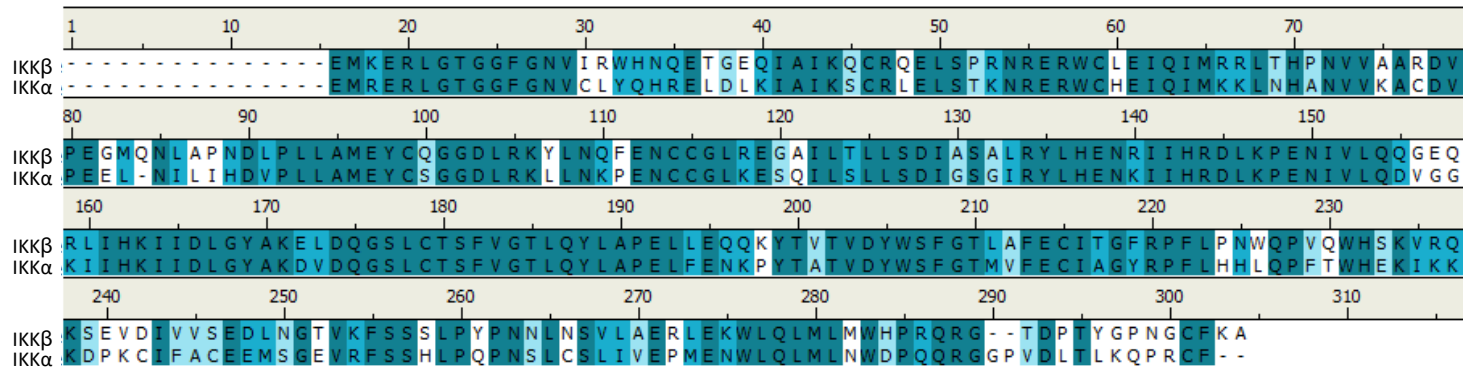 1 10 20 30 40 50 60 70
IKKβ - - - - - - - - - - - - - - - EMKERLGTGGFGNVIRWHNQETGEQIAIKQCRQELSPRNRERWCLEIQIMRRLTHPNVVAARDV
IKKα - - - - - - - - - - - - - - - EMRERLGTGGFGNVCLYQHRELDLKIAIKSCRLELSTKNRERWCHEIQIMKKLNHANVVKACDV
80 90 100 110 120 130 140 150
IKKβ PEGMQNLAPNDLPLLAMEYCQGGDLRKYLNQFENCCGLREGAILTLLSDIASALRYLHENRIIHRDLKPENIVLQQGEQ
IKKα PEEL-NILIHDVPLLAMEYCSGGDLRKLLNKPENCCGLKESQILSLLSDIGSGIRYLHENKIIHRDLKPENIVLQDVGG
160 170 180 190 200 210 220 230
IKKβ RLIHKIIDLGYAKELDQGSLCTSFVGTLQYLAPELLEQQKYTVTVDYWSFGTLAFECITGFRPFLPNWQPVQWHSKVRQ
IKKα KIIHKIIDLGYAKDVDQGSLCTSFVGTLQYLAPELFENKPYTATVDYWSFGTMVFECIAGYRPFLHHLQPFTWHEKIKK
240 250 260 270 280 290 300 310
IKKβ KSEVDIVVSEDLNGTVKFSSSLPYPNNLNSVLAERLEKWLQLMLMWHPRQRG--TDPTYGPNGCFKA
IKKα KDPKCIFACEEMSGEVRFSSHLPQPNSLCSLIVEPMENWLQLMLNWDPQQRGGPVDLTLKQPRCF--